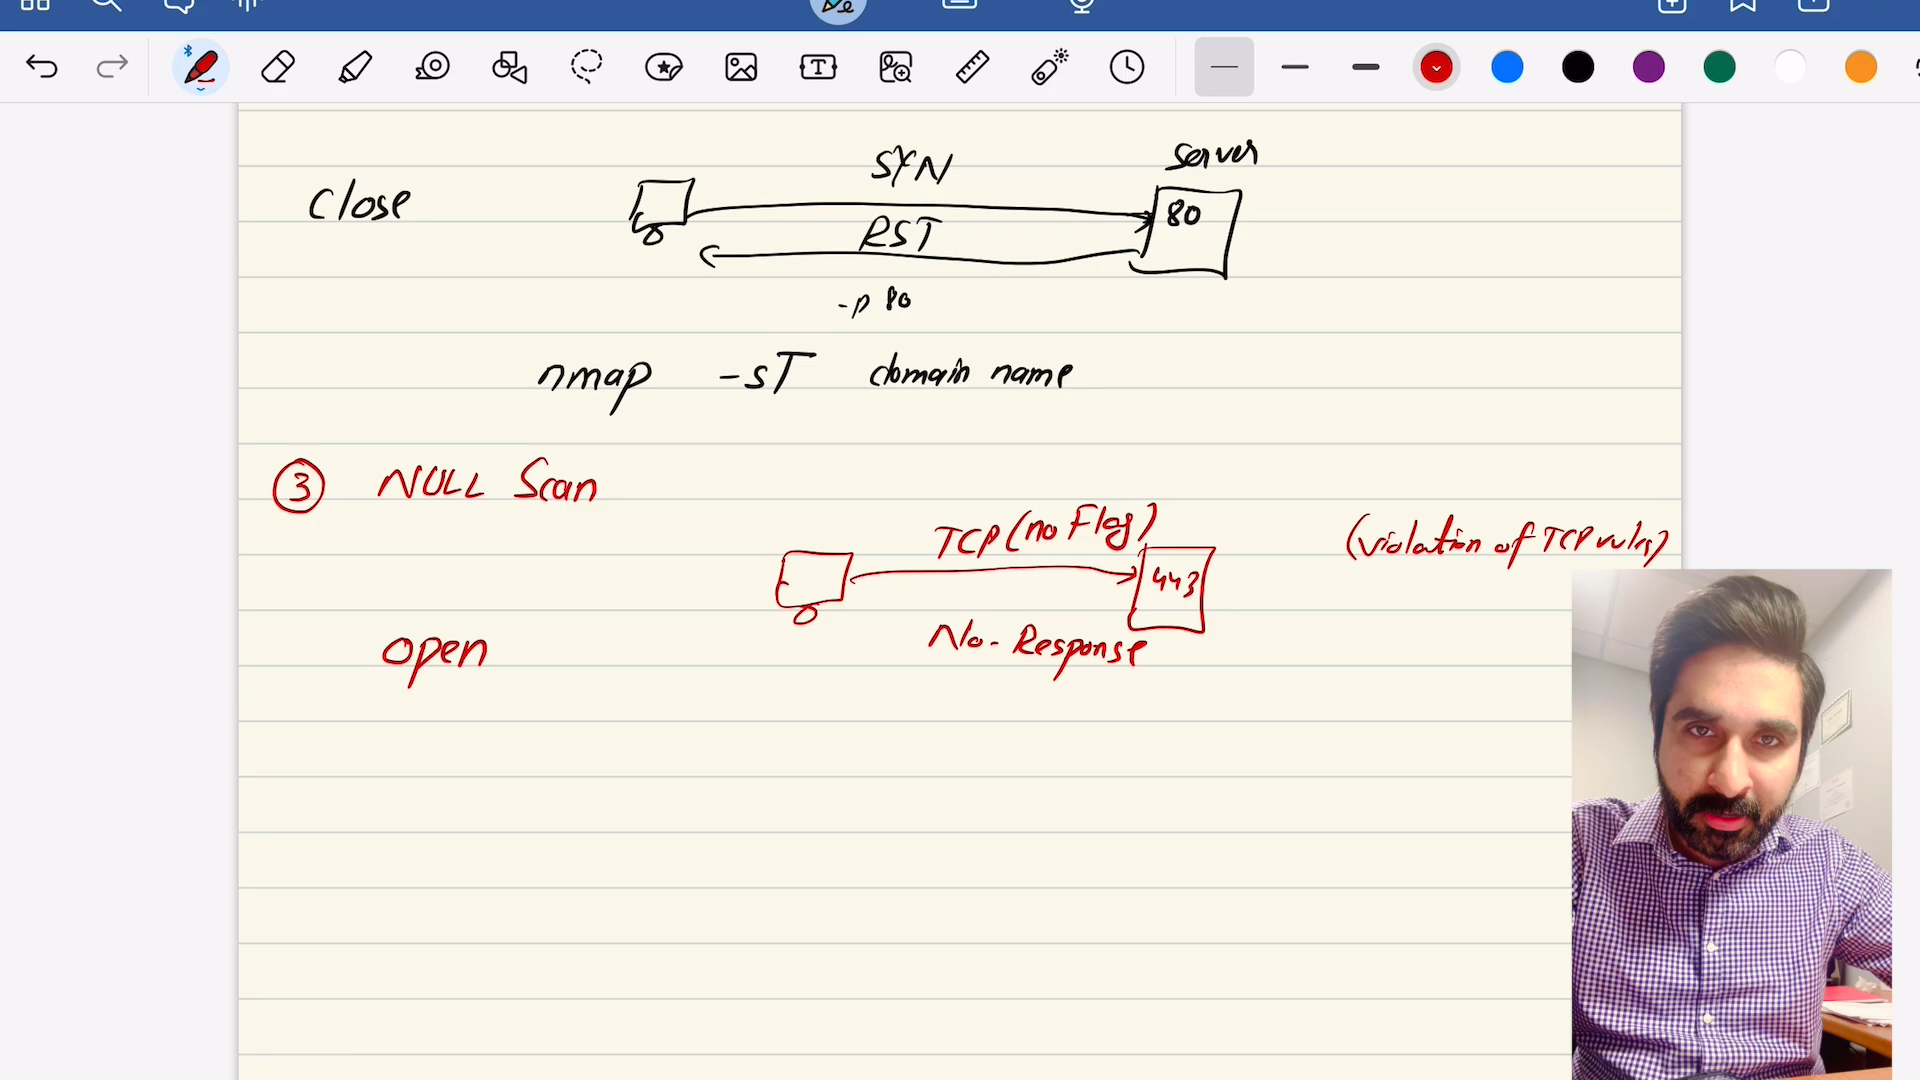 SYN
server
close
80
RST
-p 80
nmap -sT domain name
3 NULL Scan
TCP (no Flag)
(violation of TCP rules)
443
No-Response
open